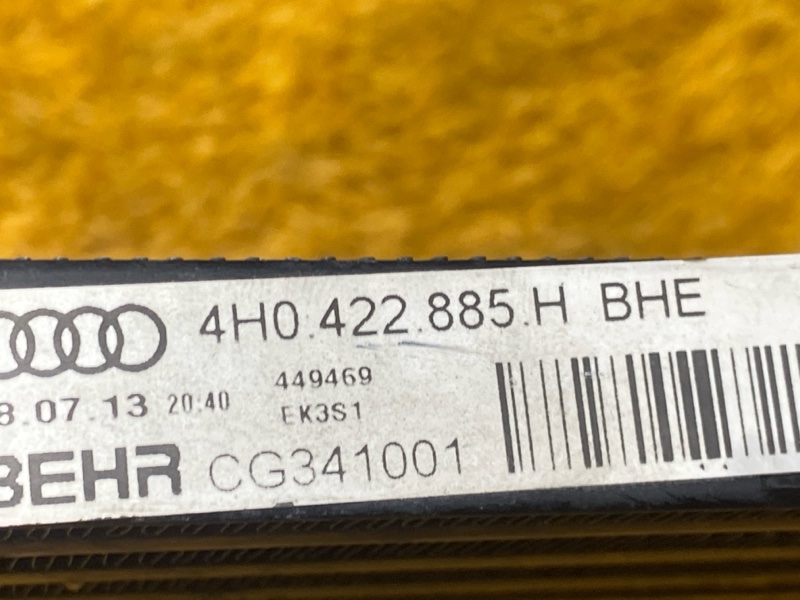 4H0.422.885.H BHE
449469
8.07.13 20:40
EK3S1
BEHR CG341001